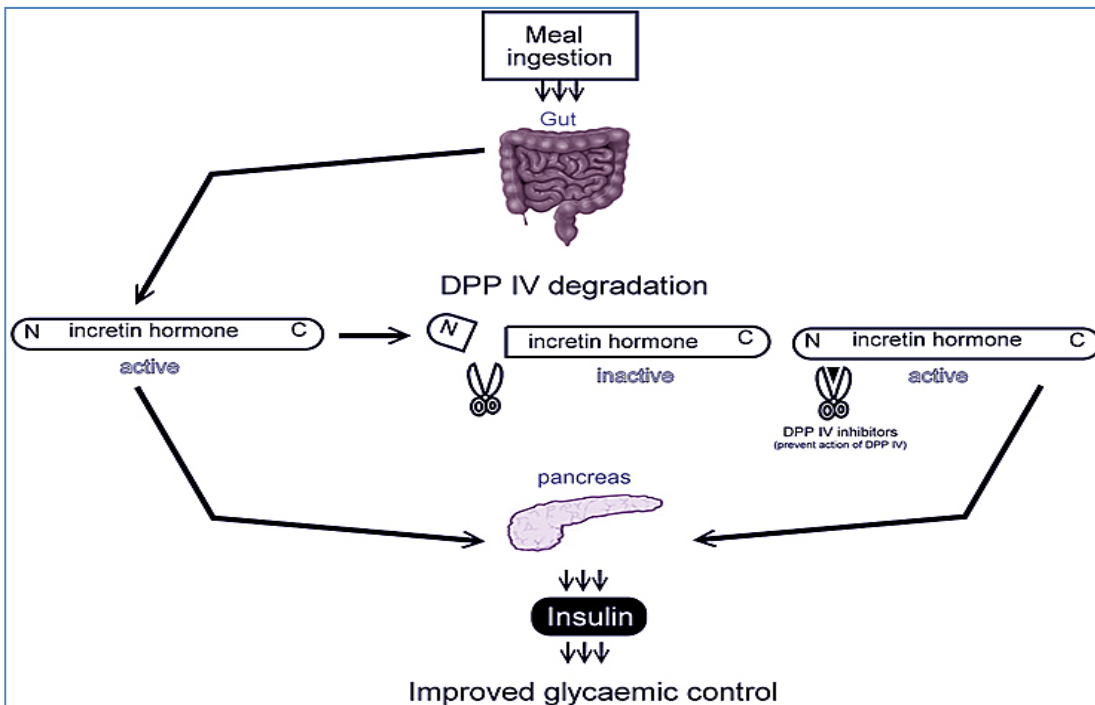 Meal
ingestion
Gut
DPP IV degradation
N incretin hormone C
active
N
incretin hormone C
inactive
N incretin hormone C
active
DPP IV inhibitors
(prevent action of DPP IV)
pancreas
Insulin
Improved glycaemic control